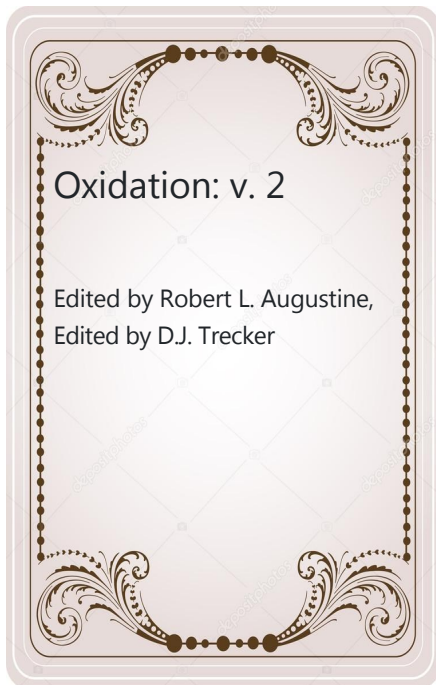 Oxidation: v. 2
Edited by Robert L. Augustine,
Edited by D.J. Trecker